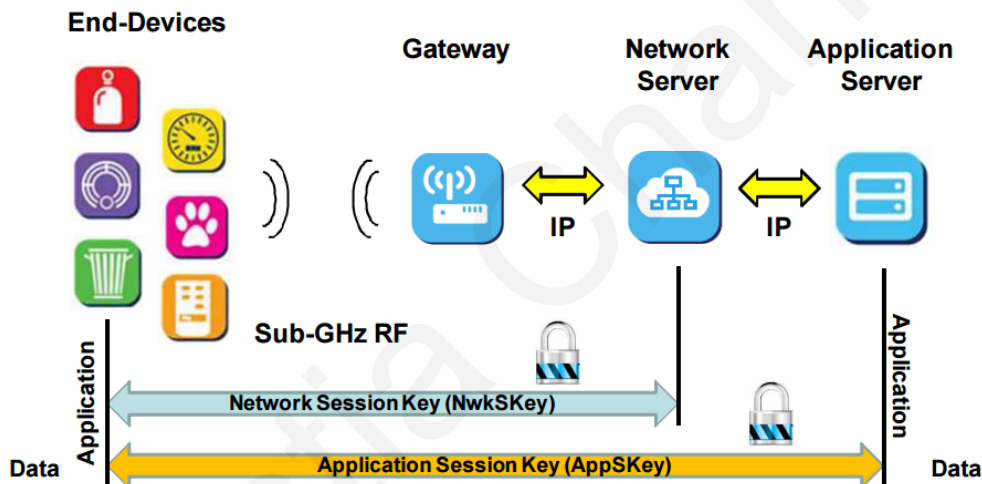 End-Devices
Gateway
Network
Server
Application
Server
IP
IP
Sub-GHz RF
Application
Application
Network Session Key (NwkSKey)
Application Session Key (AppSKey)
Data
Data